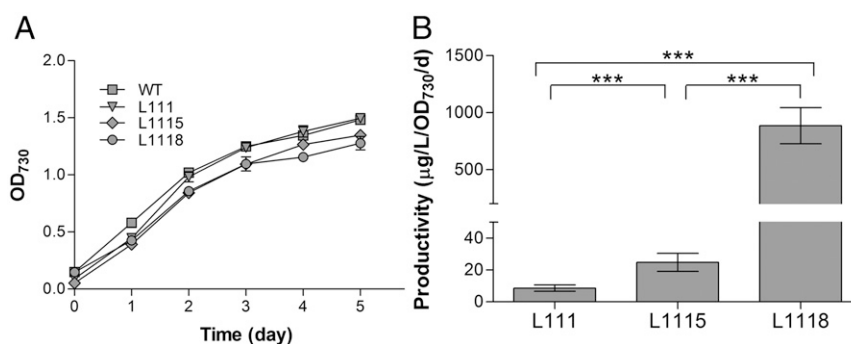 A
WT
L111
L1115
L1118
OD730
2.0
1.5
1.0
0.5
0.0
0 1 2 3 4 5
Time (day)
B
***
*** ***
Productivity (µg/L/OD730/d)
1500
1000
500
60
40
20
0
L111 L1115 L1118